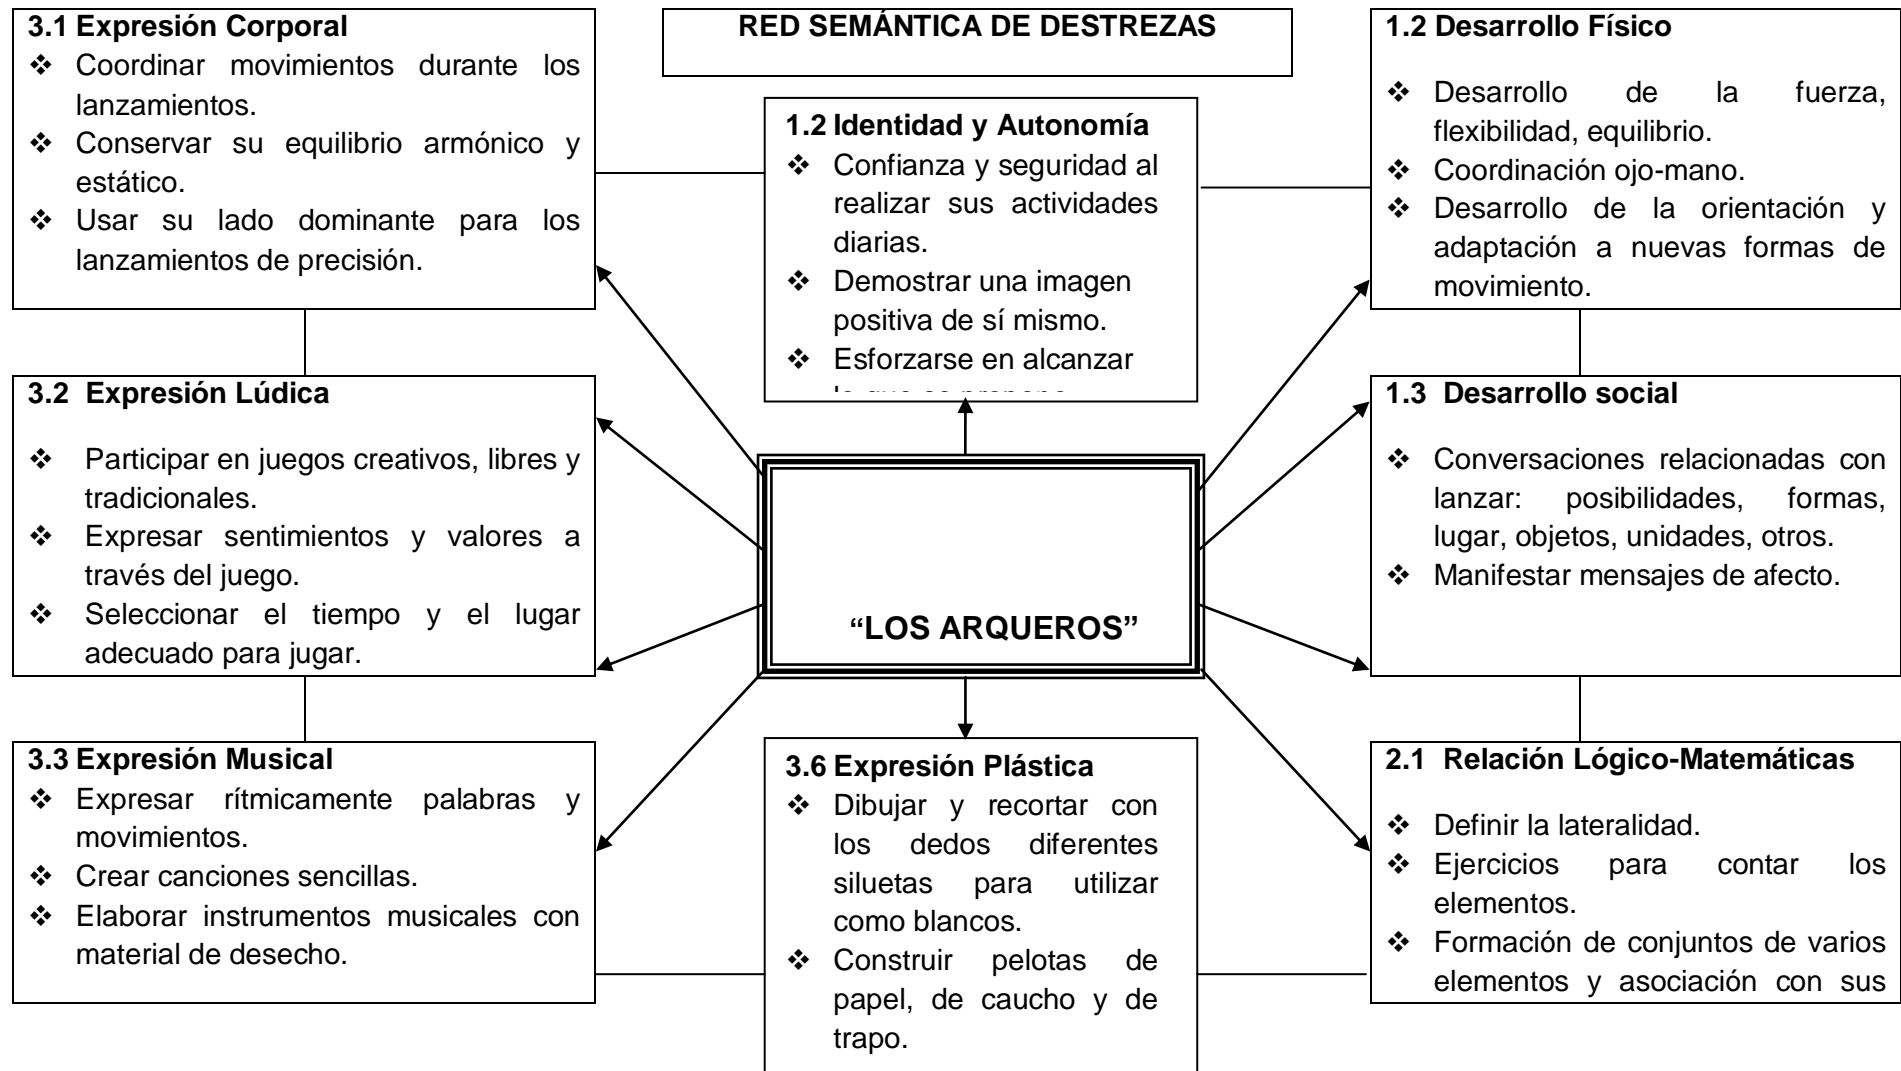 RED SEMÁNTICA DE DESTREZAS
3.1 Expresión Corporal
❖ Coordinar movimientos durante los
lanzamientos.
❖ Conservar su equilibrio armónico y
estático.
❖ Usar su lado dominante para los
lanzamientos de precisión.
1.2 Identidad y Autonomía
❖ Confianza y seguridad al
realizar sus actividades
diarias.
❖ Demostrar una imagen
positiva de sí mismo.
❖ Esforzarse en alcanzar
1.2 Desarrollo Físico
❖ Desarrollo de la fuerza,
flexibilidad, equilibrio.
❖ Coordinación ojo-mano.
❖ Desarrollo de la orientación y
adaptación a nuevas formas de
movimiento.
3.2 Expresión Lúdica
❖ Participar en juegos creativos, libres y
tradicionales.
❖ Expresar sentimientos y valores a
través del juego.
❖ Seleccionar el tiempo y el lugar
adecuado para jugar.
“LOS ARQUEROS”
1.3 Desarrollo social
❖ Conversaciones relacionadas con
lanzar: posibilidades, formas,
lugar, objetos, unidades, otros.
❖ Manifestar mensajes de afecto.
3.3 Expresión Musical
❖ Expresar rítmicamente palabras y
movimientos.
❖ Crear canciones sencillas.
❖ Elaborar instrumentos musicales con
material de desecho.
3.6 Expresión Plástica
❖ Dibujar y recortar con
los dedos diferentes
siluetas para utilizar
como blancos.
❖ Construir pelotas de
papel, de caucho y de
trapo.
2.1 Relación Lógico-Matemáticas
❖ Definir la lateralidad.
❖ Ejercicios para contar los
elementos.
❖ Formación de conjuntos de varios
elementos y asociación con sus